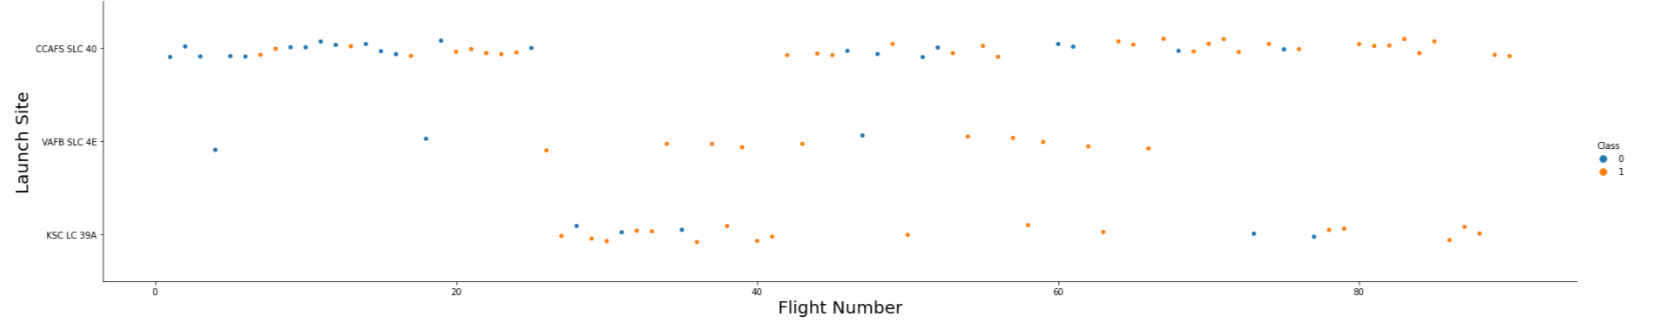 Launch Site
CCAFS SLC 40
VAFB SLC 4E
KSC LC 39A
0 20 40 60 80
Flight Number
Class
0
1